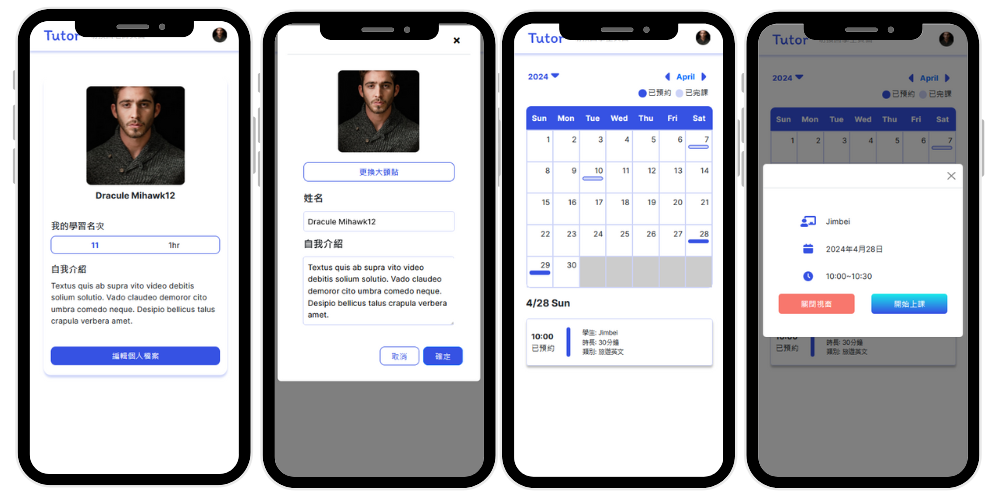 Tutor
Dracule Mihawk12
我的學習名次
11 1hr
自我介紹
Textus quis ab supra vito video
debitis solium solutio. Vado claudeo demoror cito
umbra comedo neque. Desipio bellicus talus
crapula verbera amet.
編輯個人檔案
×
更換大頭貼
姓名
Dracule Mihawk12
自我介紹
Textus quis ab supra vito video
debitis solium solutio. Vado
claudeo demoror cito umbra
comedo neque. Desipio bellicus
talus crapula verbera amet.
取消 確定
Tutor
2024 April
已預約 已完課
Sun Mon Tue Wed Thu Fri Sat
1 2 3 4 5 6 7
8 9 10 11 12 13 14
15 16 17 18 19 20 21
22 23 24 25 26 27 28
29 30
4/28 Sun
10:00
已預約
學生: Jimbei
時長: 30分鐘
類別: 旅遊英文
Tutor
2024 April
已預約 已完課
Sun Mon Tue Wed Thu Fri Sat
1 2 3 4 5 6 7
×
Jimbei
2024年4月28日
10:00~10:30
關閉視窗 開始上課
已預約
時長: 30分鐘
類別: 旅遊英文